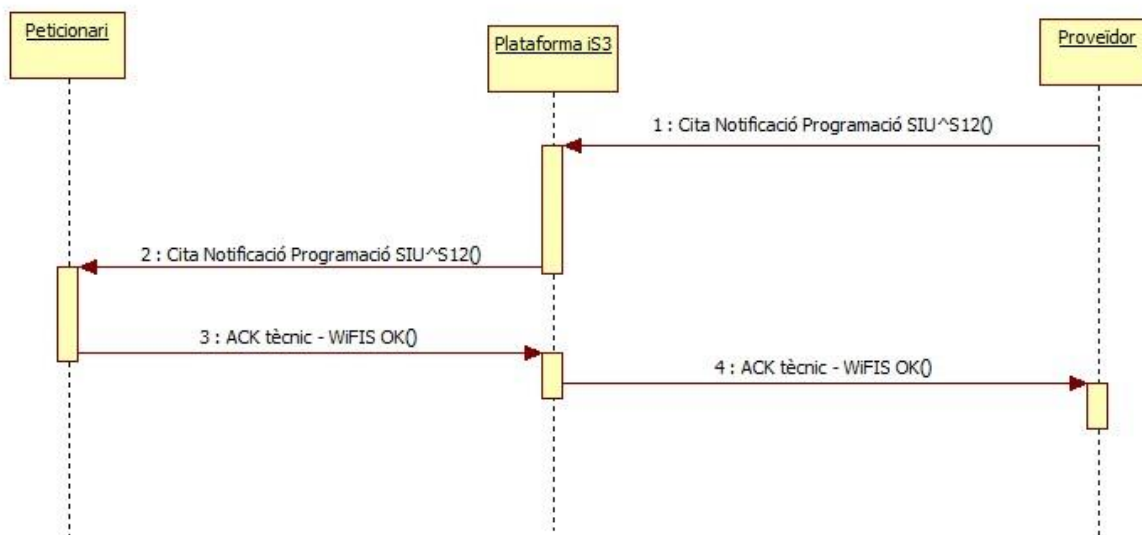 Peticionari
Plataforma iS3
Proveïdor
1 : Cita Notificació Programació SIU^S12()
2 : Cita Notificació Programació SIU^S12()
3 : ACK tècnic - WiFIS OK()
4 : ACK tècnic - WiFIS OK()